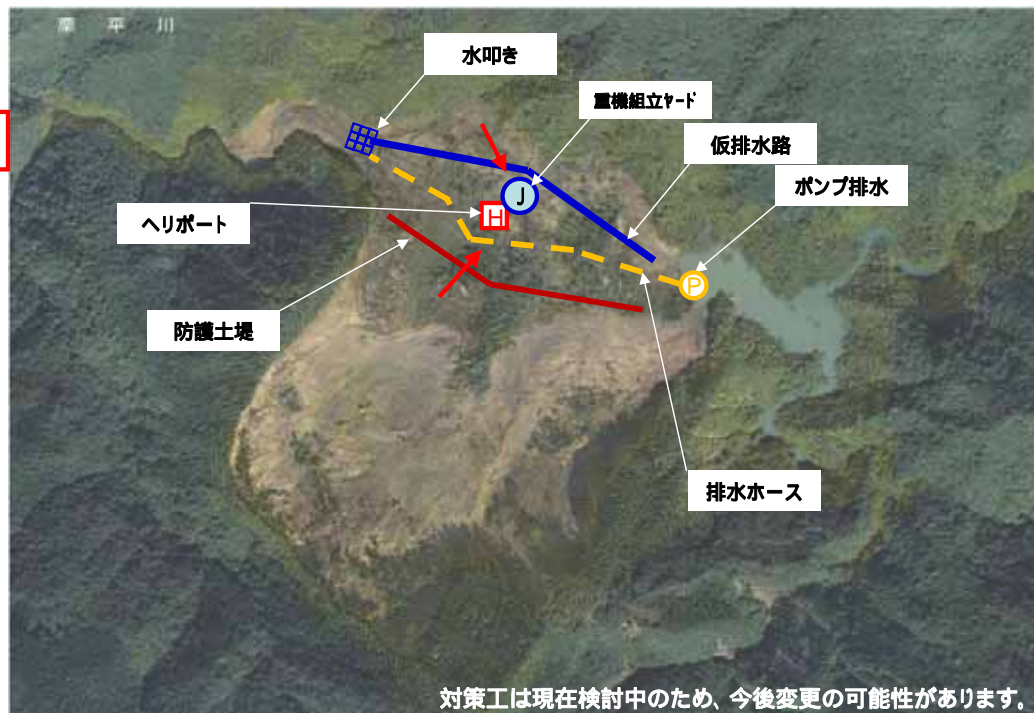 栗平川
水叩き
重機組立ヤード
仮排水路
ポンプ排水
ヘリポート
J
H
P
防護土堤
排水ホース
対策工は現在検討中のため、今後変更の可能性があります。